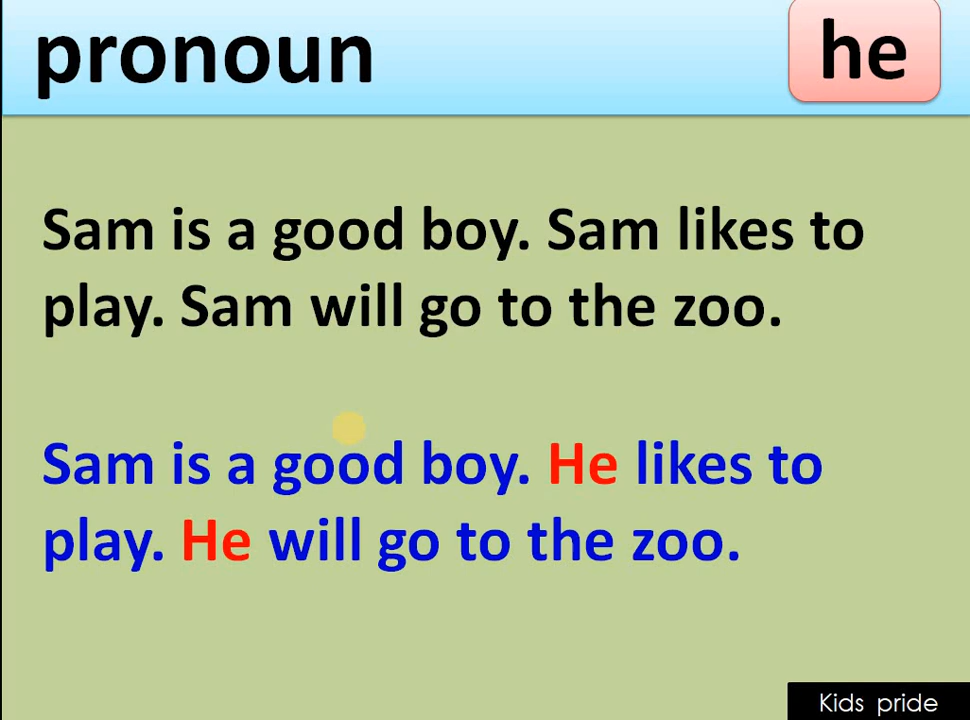 pronoun
he
Sam is a good boy. Sam likes to
play. Sam will go to the zoo.
Sam is a good boy. He likes to
play. He will go to the zoo.
Kids pride